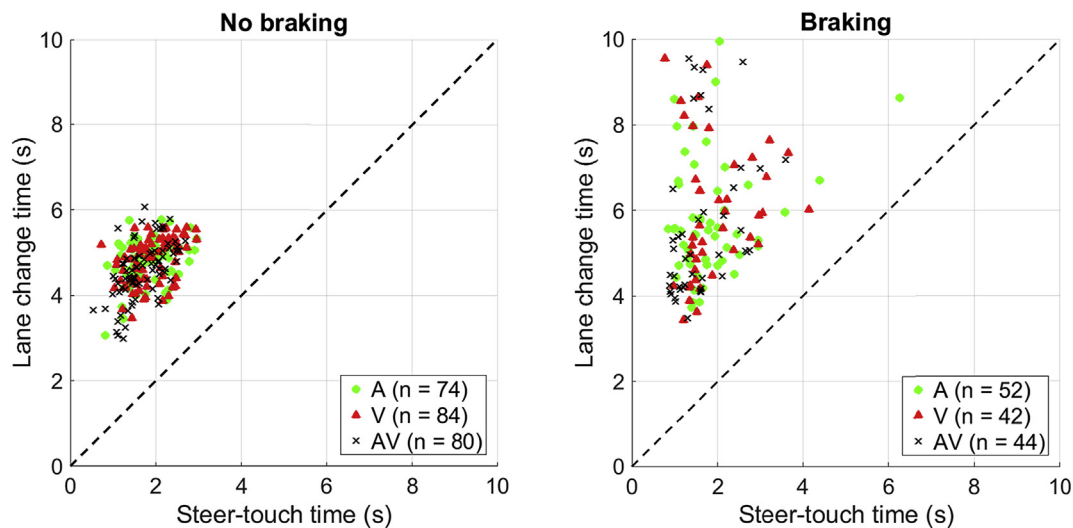 No braking
10
8
6
4
2
0
Lane change time (s)
0 2 4 6 8 10
Steer-touch time (s)
A (n = 74)
V (n = 84)
AV (n = 80)
Braking
10
8
6
4
2
0
Lane change time (s)
0 2 4 6 8 10
Steer-touch time (s)
A (n = 52)
V (n = 42)
AV (n = 44)